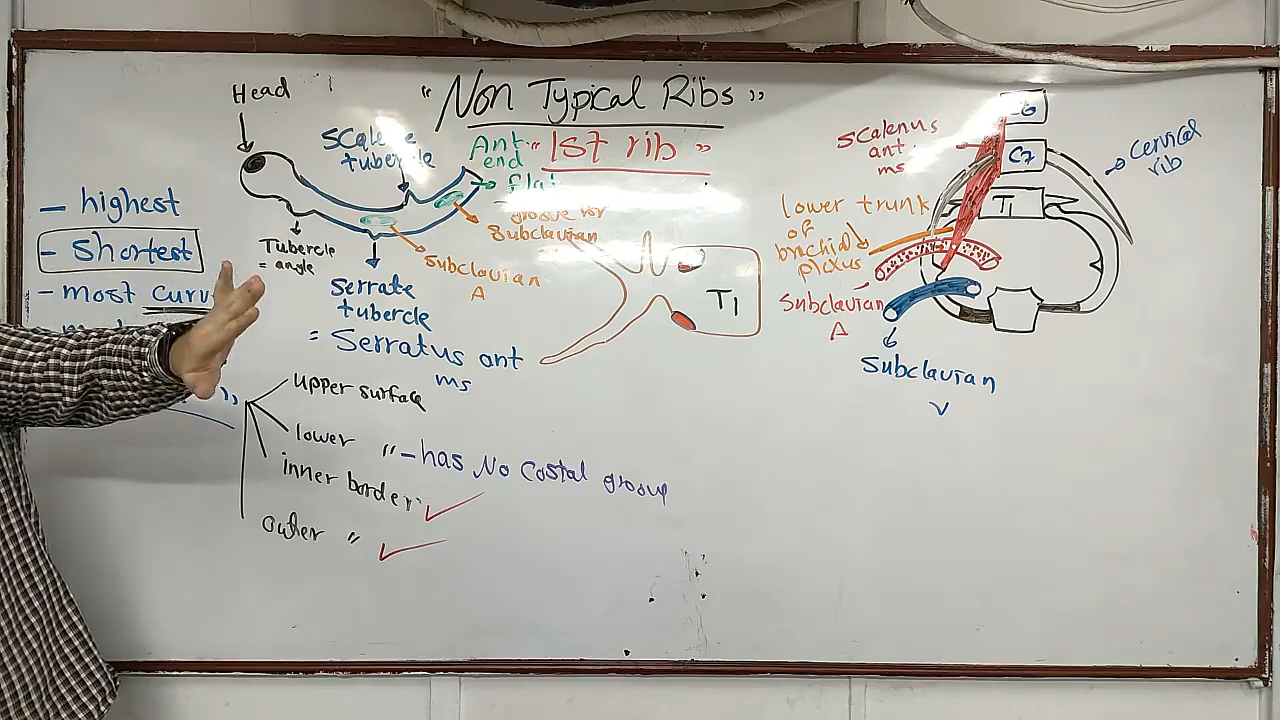 "Non Typical Ribs"
"1st rib"
Head
Scalene
tubercle
Ant.
end
flat
groove for
Subclavian
Tubercle
= angle
Serrate
tubercle
= Serratus ant
ms
Subclavian
A
T1
- highest
- shortest
- most curv
upper surface
lower " - has No costal groove
inner border
outer "
Scalenus
ant.
ms
C6
C7
T1
Cervical
rib
lower trunk
of
brachial
plexus
Subclavian
A
Subclavian
V